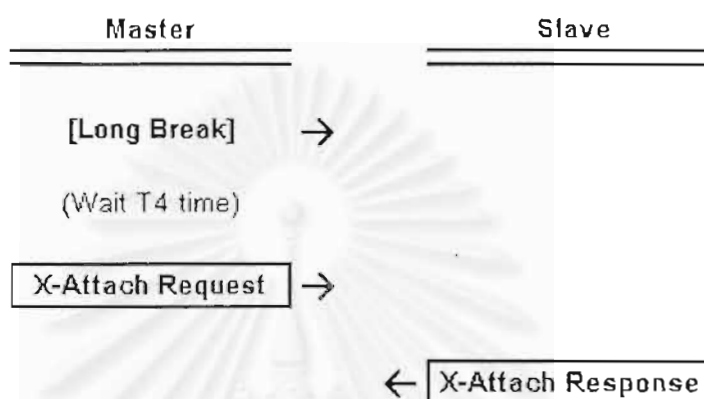 Master Slave
[Long Break] →
(Wait T4 time)
X-Attach Request →
← X-Attach Response